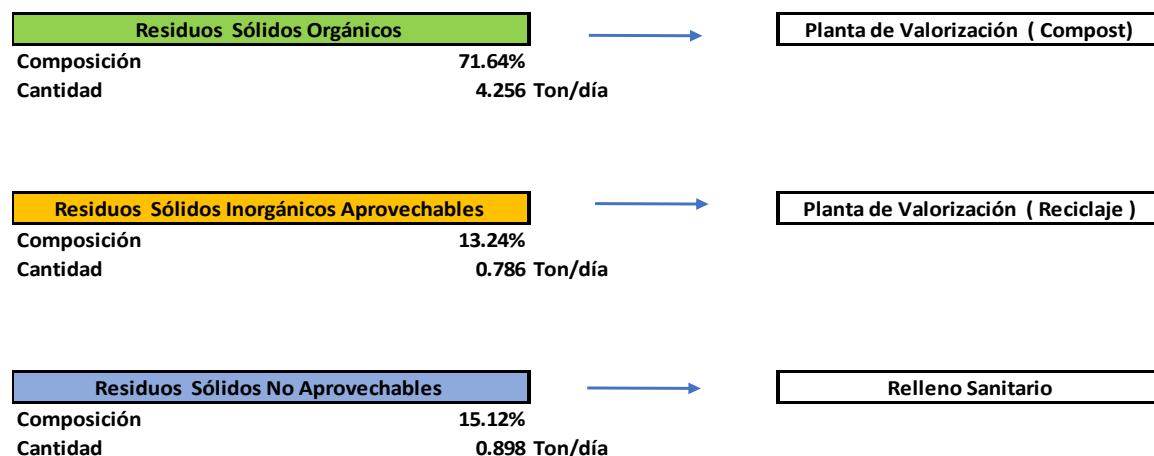 Residuos Sólidos Orgánicos
Planta de Valorización ( Compost)
Composición 71.64%
Cantidad 4.256 Ton/día
Residuos Sólidos Inorgánicos Aprovechables
Planta de Valorización ( Reciclaje )
Composición 13.24%
Cantidad 0.786 Ton/día
Residuos Sólidos No Aprovechables
Relleno Sanitario
Composición 15.12%
Cantidad 0.898 Ton/día